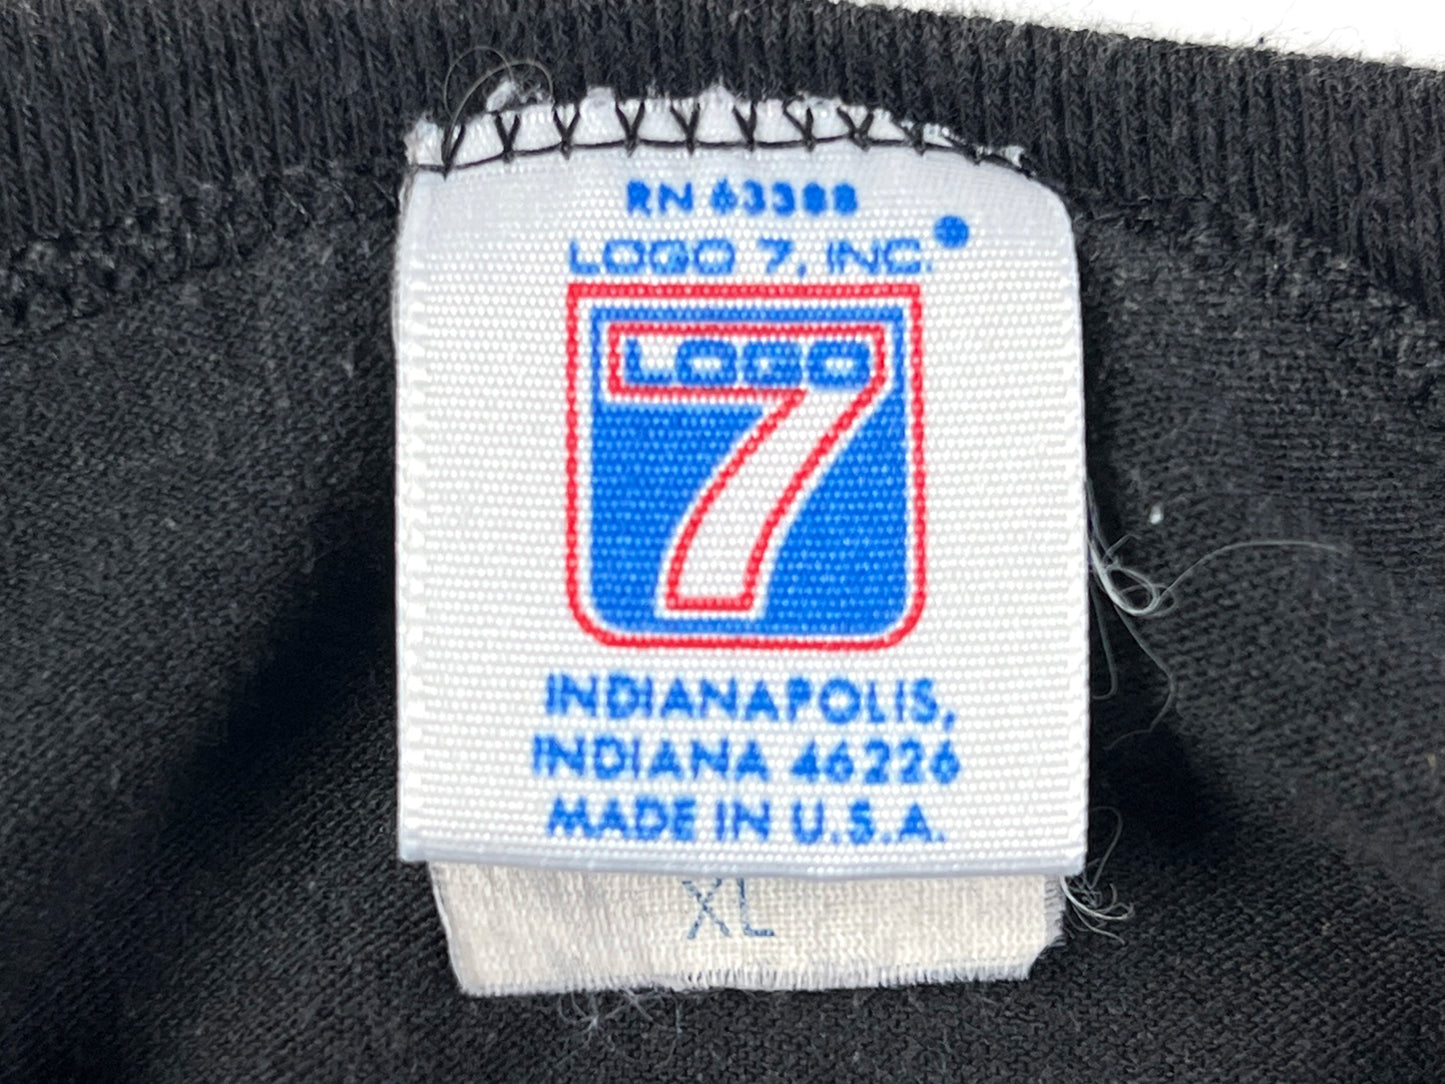 RN 63388
LOGO 7, INC.
LOGO
7
INDIANAPOLIS,
INDIANA 46226
MADE IN U.S.A.
XL